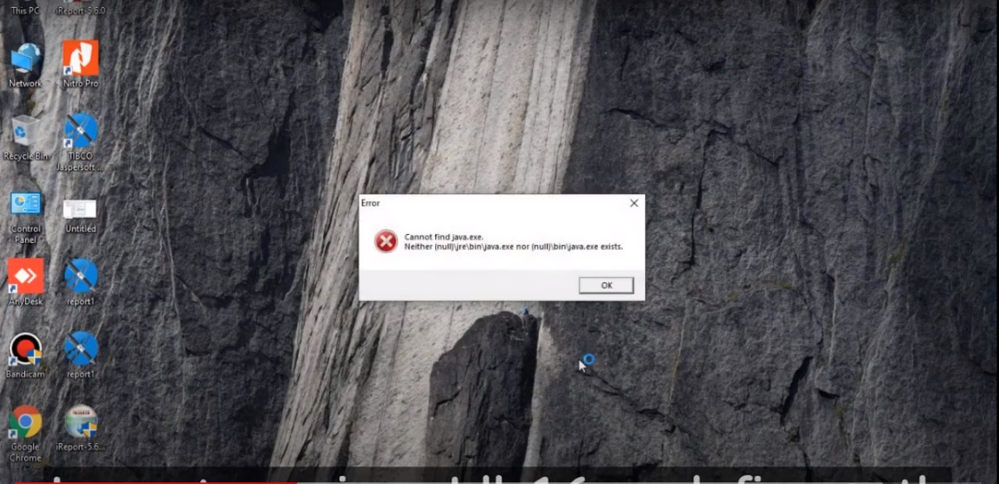 This PC
iReport-5.6.0
Network
Nitro Pro
Recycle Bin
TIBCO
Jaspersoft ...
Control
Panel
Untitled
AnyDesk
report1
Bandicam
report1
Google
Chrome
iReport-5.6...
Error
Cannot find java.exe.
Neither (null)\jre\bin\java.exe nor (null)\bin\java.exe exists.
OK